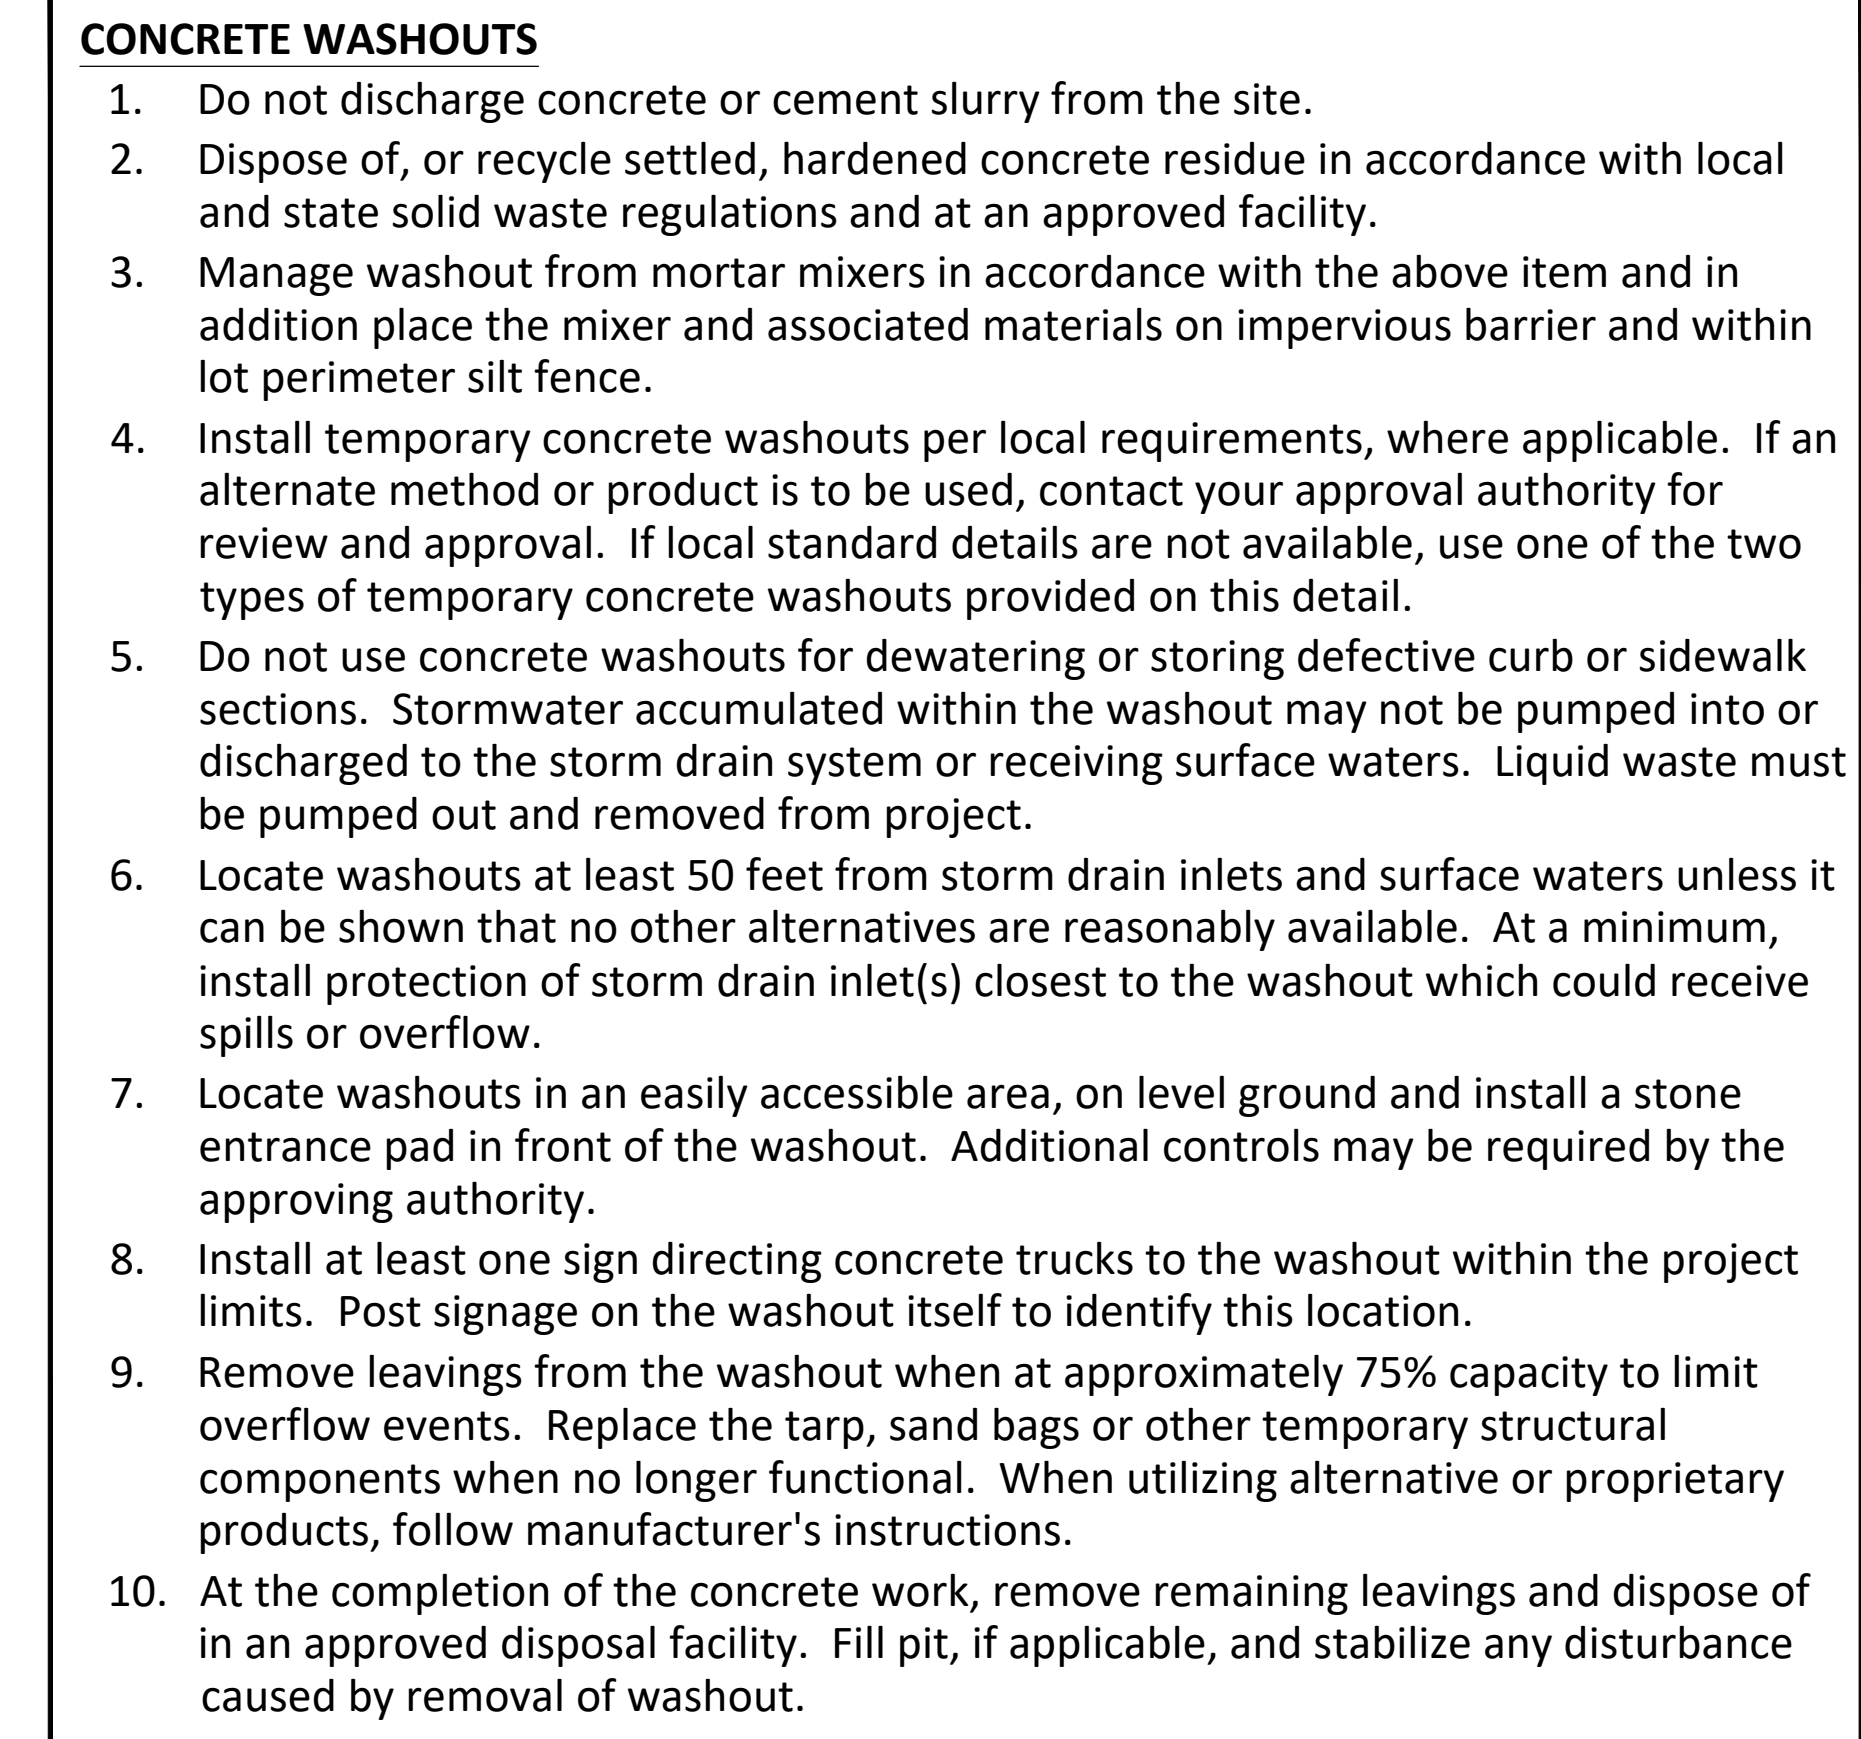 CONCRETE WASHOUTS
1. Do not discharge concrete or cement slurry from the site.
2. Dispose of, or recycle settled, hardened concrete residue in accordance with local
and state solid waste regulations and at an approved facility.
3. Manage washout from mortar mixers in accordance with the above item and in
addition place the mixer and associated materials on impervious barrier and within
lot perimeter silt fence.
4. Install temporary concrete washouts per local requirements, where applicable. If an
alternate method or product is to be used, contact your approval authority for
review and approval. If local standard details are not available, use one of the two
types of temporary concrete washouts provided on this detail.
5. Do not use concrete washouts for dewatering or storing defective curb or sidewalk
sections. Stormwater accumulated within the washout may not be pumped into or
discharged to the storm drain system or receiving surface waters. Liquid waste must
be pumped out and removed from project.
6. Locate washouts at least 50 feet from storm drain inlets and surface waters unless it
can be shown that no other alternatives are reasonably available. At a minimum,
install protection of storm drain inlet(s) closest to the washout which could receive
spills or overflow.
7. Locate washouts in an easily accessible area, on level ground and install a stone
entrance pad in front of the washout. Additional controls may be required by the
approving authority.
8. Install at least one sign directing concrete trucks to the washout within the project
limits. Post signage on the washout itself to identify this location.
9. Remove leavings from the washout when at approximately 75% capacity to limit
overflow events. Replace the tarp, sand bags or other temporary structural
components when no longer functional. When utilizing alternative or proprietary
products, follow manufacturer's instructions.
10. At the completion of the concrete work, remove remaining leavings and dispose of
in an approved disposal facility. Fill pit, if applicable, and stabilize any disturbance
caused by removal of washout.